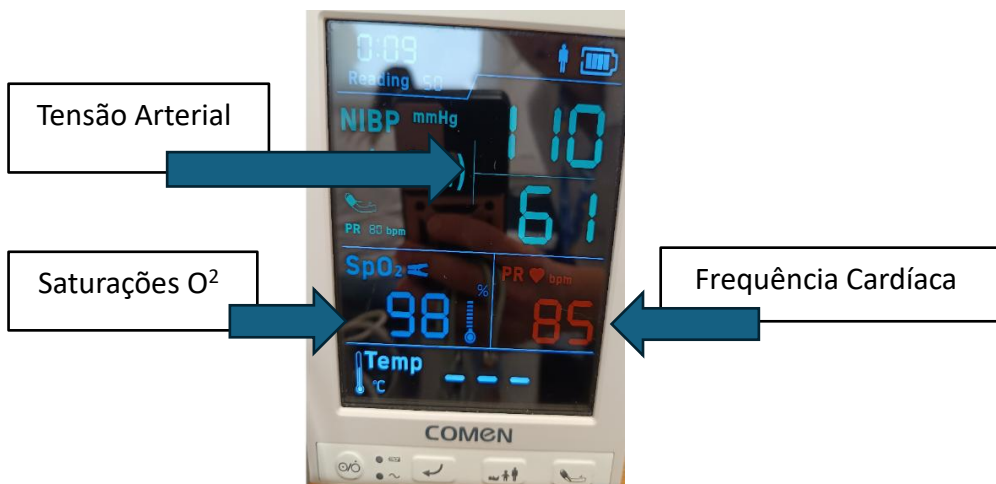 0:09
Reading 50
NIBP mmHg
110
Tensão Arterial
61
PR 80 bpm
SpO₂
PR bpm
Saturações O²
Frequência Cardíaca
%
98
85
Temp
°C
---
COMEN